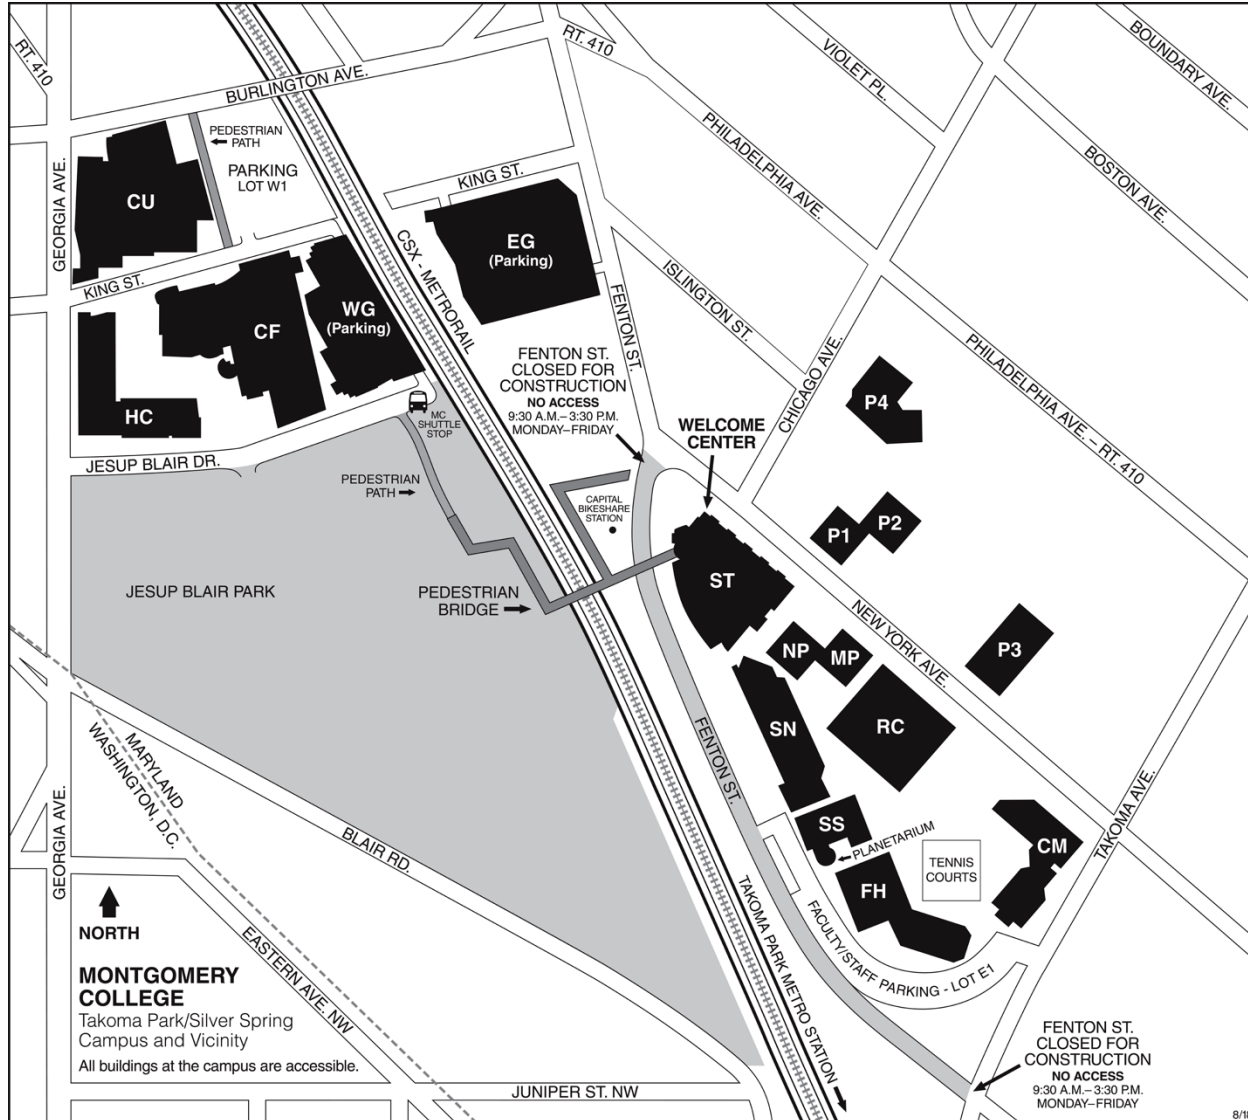 RT. 410
RT. 410
BURLINGTON AVE.
VIOLET PL.
BOUNDARY AVE.
PEDESTRIAN
PATH
PARKING
LOT W1
PHILADELPHIA AVE.
BOSTON AVE.
GEORGIA AVE.
CU
KING ST.
EG
(Parking)
CSX - METRORAIL
KING ST.
ISLINGTON ST.
FENTON ST.
WG
(Parking)
CF
HC
FENTON ST.
CLOSED FOR
CONSTRUCTION
NO ACCESS
9:30 A.M.– 3:30 P.M.
MONDAY–FRIDAY
CHICAGO AVE.
PHILADELPHIA AVE. – RT. 410
P4
MC
SHUTTLE
STOP
WELCOME
CENTER
JESUP BLAIR DR.
PEDESTRIAN
PATH
CAPITAL
BIKESHARE
STATION
P1
P2
ST
JESUP BLAIR PARK
PEDESTRIAN
BRIDGE
NEW YORK AVE.
NP
MP
P3
SN
RC
FENTON ST.
MARYLAND
WASHINGTON, D.C.
GEORGIA AVE.
BLAIR RD.
SS
PLANETARIUM
TENNIS
COURTS
CM
TAKOMA AVE.
FH
FACULTY/STAFF PARKING - LOT E1
TAKOMA PARK METRO STATION
NORTH
EASTERN AVE. NW
MONTGOMERY
COLLEGE
Takoma Park/Silver Spring
Campus and Vicinity
All buildings at the campus are accessible.
JUNIPER ST. NW
FENTON ST.
CLOSED FOR
CONSTRUCTION
NO ACCESS
9:30 A.M.– 3:30 P.M.
MONDAY–FRIDAY